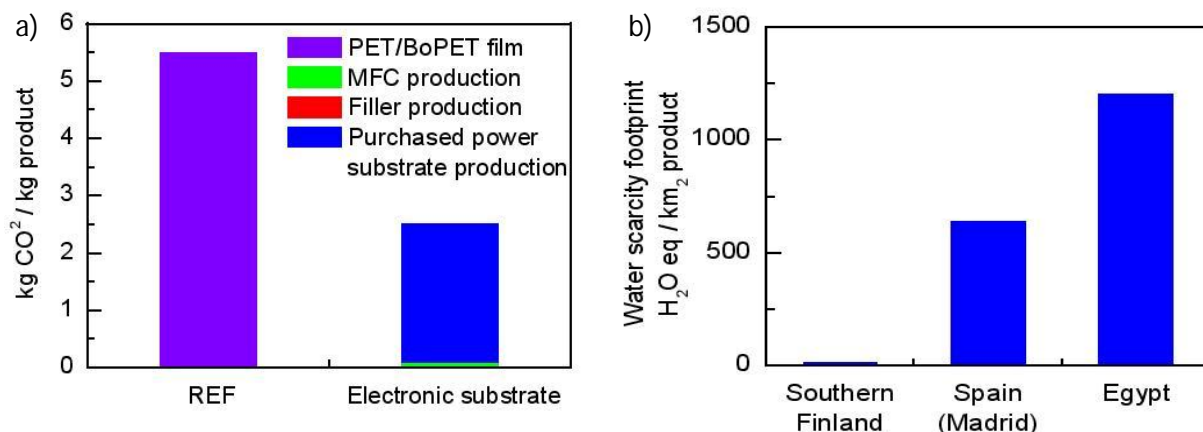 a)
6
5
4
3
2
1
0
kg CO² / kg product
PET/BoPET film
MFC production
Filler production
Purchased power
substrate production
REF
Electronic substrate
b)
1500
1000
500
0
Water scarcity footprint
H₂O eq / km₂ product
Southern
Finland
Spain
(Madrid)
Egypt